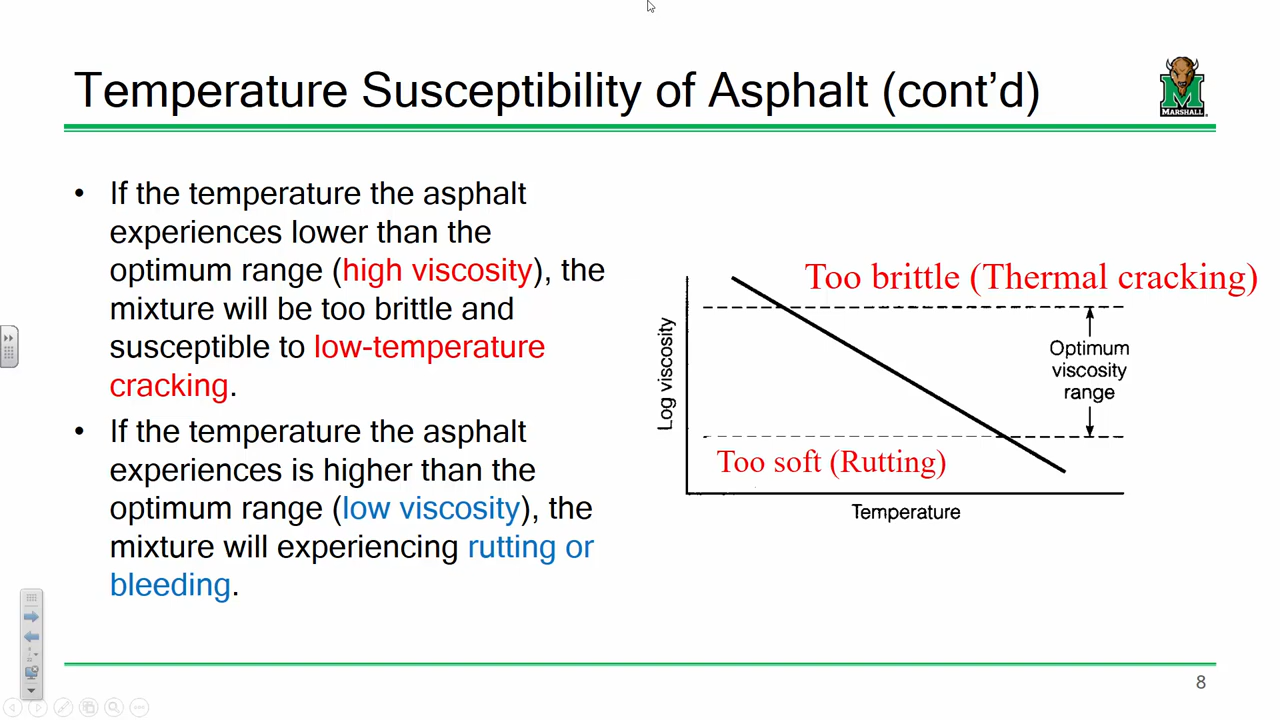 Temperature Susceptibility of Asphalt (cont’d)
MARSHALL
• If the temperature the asphalt
experiences lower than the
optimum range (high viscosity), the
mixture will be too brittle and
susceptible to low-temperature
cracking.
• If the temperature the asphalt
experiences is higher than the
optimum range (low viscosity), the
mixture will experiencing rutting or
bleeding.
Too brittle (Thermal cracking)
Log viscosity
Optimum
viscosity
range
Too soft (Rutting)
Temperature
8